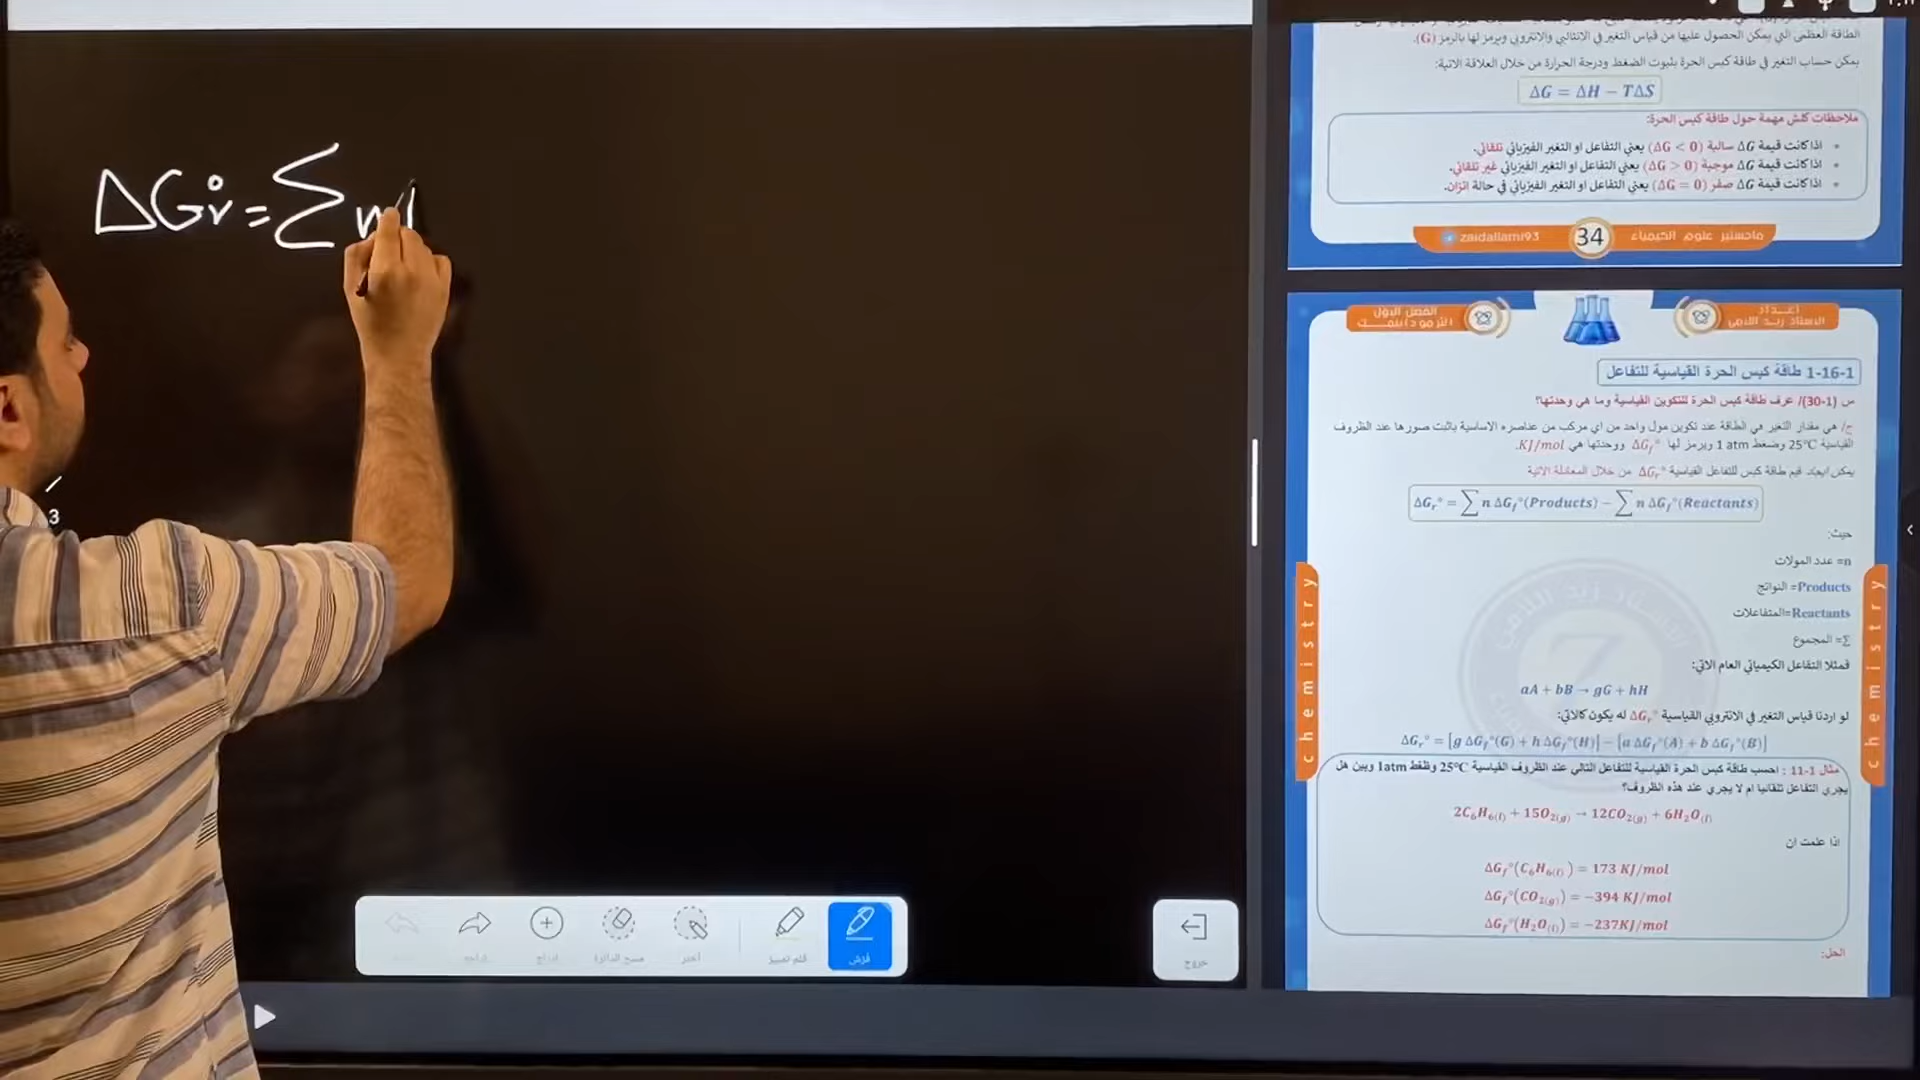 ΔGr° = Σ n
3
الطاقة العظمى التي يمكن الحصول عليها من قياس التغير في الانثالبي والانتروبي ويرمز لها بالرمز (G).
يمكن حساب التغير في طاقة كبس الحرة بثبوت الضغط ودرجة الحرارة من خلال العلاقة الاتية:
ΔG = ΔH − TΔS
ملاحظات كلش مهمة حول طاقة كبس الحرة:
• اذا كانت قيمة ΔG سالبة (ΔG < 0) يعني التفاعل او التغير الفيزيائي تلقائي.
• اذا كانت قيمة ΔG موجبة (ΔG > 0) يعني التفاعل او التغير الفيزيائي غير تلقائي.
• اذا كانت قيمة ΔG صفر (ΔG = 0) يعني التفاعل او التغير الفيزيائي في حالة اتزان.
ماجستير علوم الكيمياء 34 zaidallami93
اعداد
الاستاذ زيد اللامي
الفصل الاول
الثرموداينمك
1-16-1 طاقة كبس الحرة القياسية للتفاعل
س (1-30)/ عرف طاقة كبس الحرة للتكوين القياسية وما هي وحدتها؟
ج/ هي مقدار التغير في الطاقة عند تكوين مول واحد من اي مركب من عناصره الاساسية باثبت صورها عند الظروف
القياسية 25°C وضغط 1 atm ويرمز لها ΔGf° ووحدتها هي KJ/mol.
يمكن ايجاد قيم طاقة كبس للتفاعل القياسية ΔGr° من خلال المعادلة الاتية
ΔGr° = ∑ n ΔGf°(Products) − ∑ n ΔGf°(Reactants)
حيث:
n= عدد المولات
Products= النواتج
Reactants=المتفاعلات
∑= المجموع
فمثلا التفاعل الكيميائي العام الاتي:
aA + bB → gG + hH
لو اردنا قياس التغير في الانتروبي القياسية ΔGr° له يكون كالاتي:
ΔGr° = [g ΔGf°(G) + h ΔGf°(H)] − [a ΔGf°(A) + b ΔGf°(B)]
مثال 1-11 : احسب طاقة كبس الحرة القياسية للتفاعل التالي عند الظروف القياسية 25°C وظغط 1atm وبين هل
يجري التفاعل تلقائيا ام لا يجري عند هذه الظروف؟
2C6H6(l) + 15O2(g) → 12CO2(g) + 6H2O(l)
اذا علمت ان
ΔGf°(C6H6(l)) = 173 KJ/mol
ΔGf°(CO2(g)) = −394 KJ/mol
ΔGf°(H2O(l)) = −237KJ/mol
الحل:
chemistry
chemistry
ادراج
مسح الدائرة
اختر
قلم تمييز
فرش
خروج